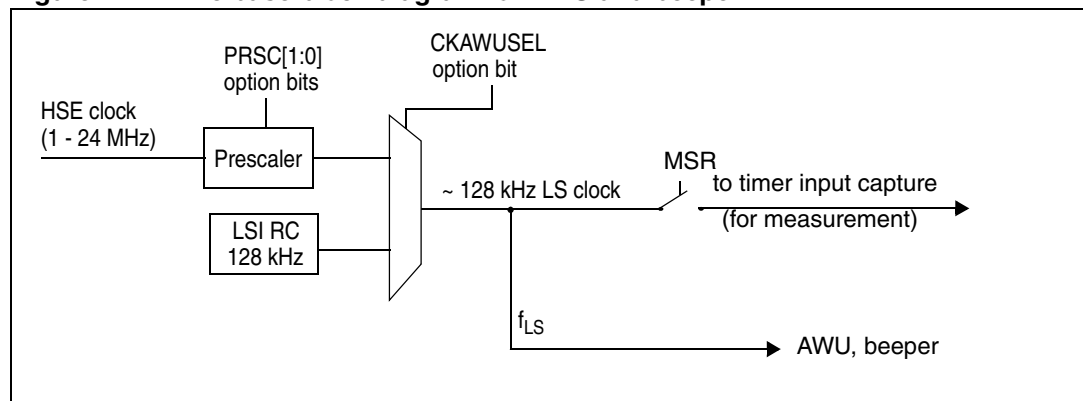 PRSC[1:0]
option bits
CKAWUSEL
option bit
HSE clock
(1 - 24 MHz)
Prescaler
MSR
to timer input capture
(for measurement)
~ 128 kHz LS clock
LSI RC
128 kHz
fLS
AWU, beeper